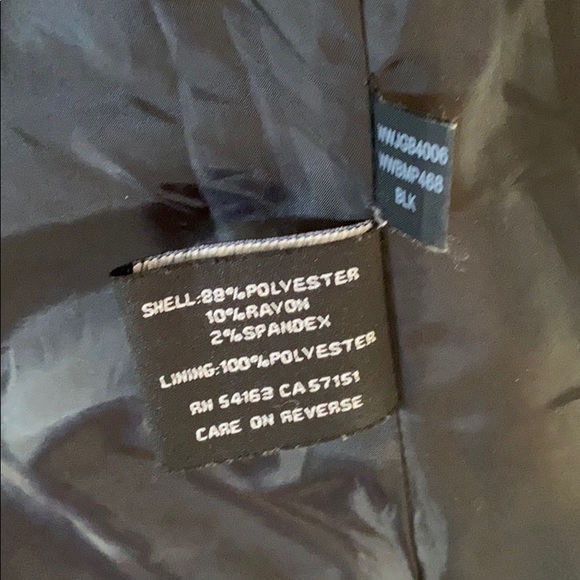 WWJCB4006
WWBMP488
BLK
SHELL:88%POLYESTER
10%RAYON
2%SPANDEX
LINING:100%POLYESTER
RN 54163 CA 57151
CARE ON REVERSE